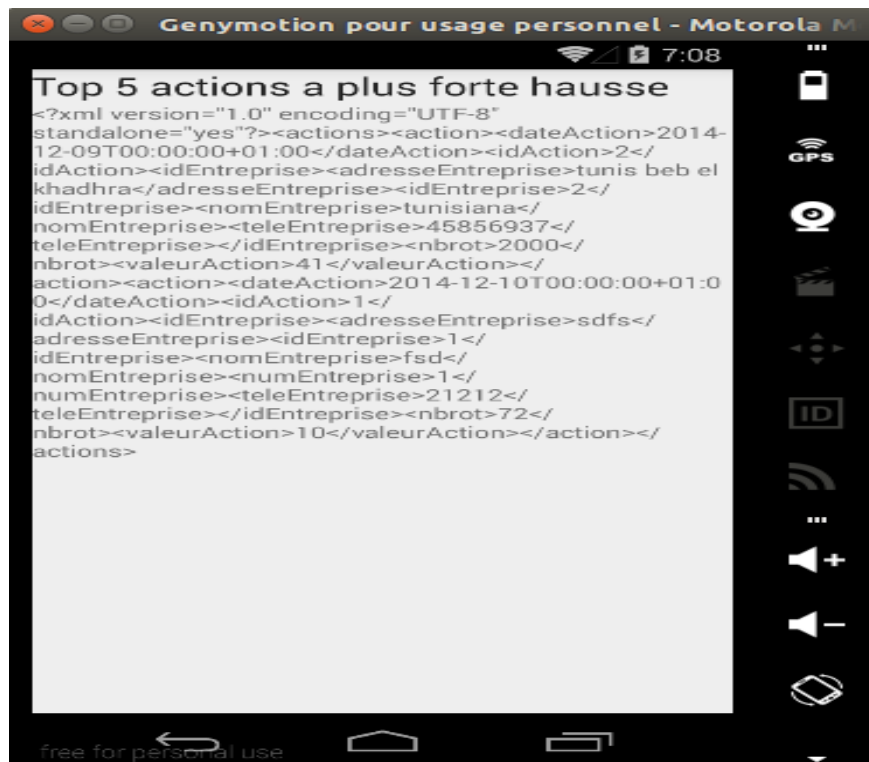 Genymotion pour usage personnel - Motorola M
7:08
Top 5 actions a plus forte hausse
<?xml version="1.0" encoding="UTF-8"
standalone="yes"?><actions><action><dateAction>2014-
12-09T00:00:00+01:00</dateAction><idAction>2</
idAction><idEntreprise><adresseEntreprise>tunis beb el
khadhra</adresseEntreprise><idEntreprise>2</
idEntreprise><nomEntreprise>tunisiana</
nomEntreprise><teleEntreprise>45856937</
teleEntreprise></idEntreprise><nbrot>2000</
nbrot><valeurAction>41</valeurAction></
action><action><dateAction>2014-12-10T00:00:00+01:0
0</dateAction><idAction>1</
idAction><idEntreprise><adresseEntreprise>sdfs</
adresseEntreprise><idEntreprise>1</
idEntreprise><nomEntreprise>fsd</
nomEntreprise><numEntreprise>1</
numEntreprise><teleEntreprise>21212</
teleEntreprise></idEntreprise><nbrot>72</
nbrot><valeurAction>10</valeurAction></action></
actions>
GPS
ID
free for personal use